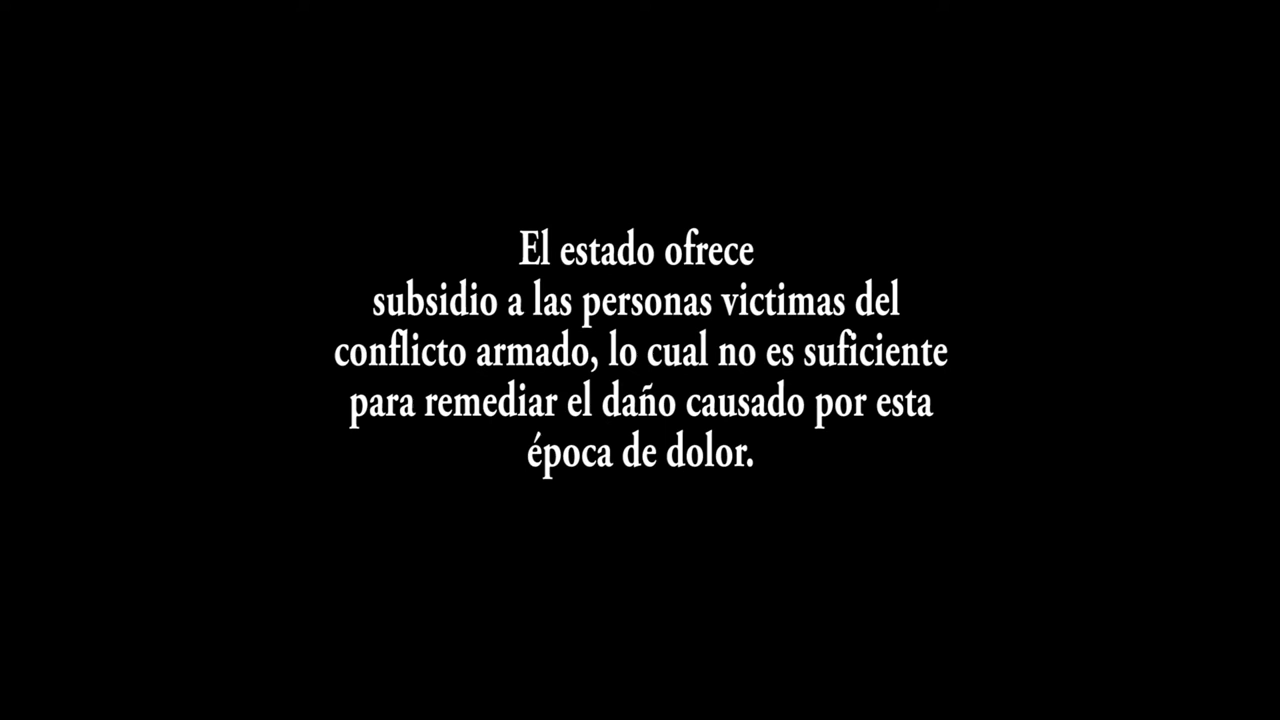 El estado ofrece
subsidio a las personas victimas del
conflicto armado, lo cual no es suficiente
para remediar el daño causado por esta
época de dolor.